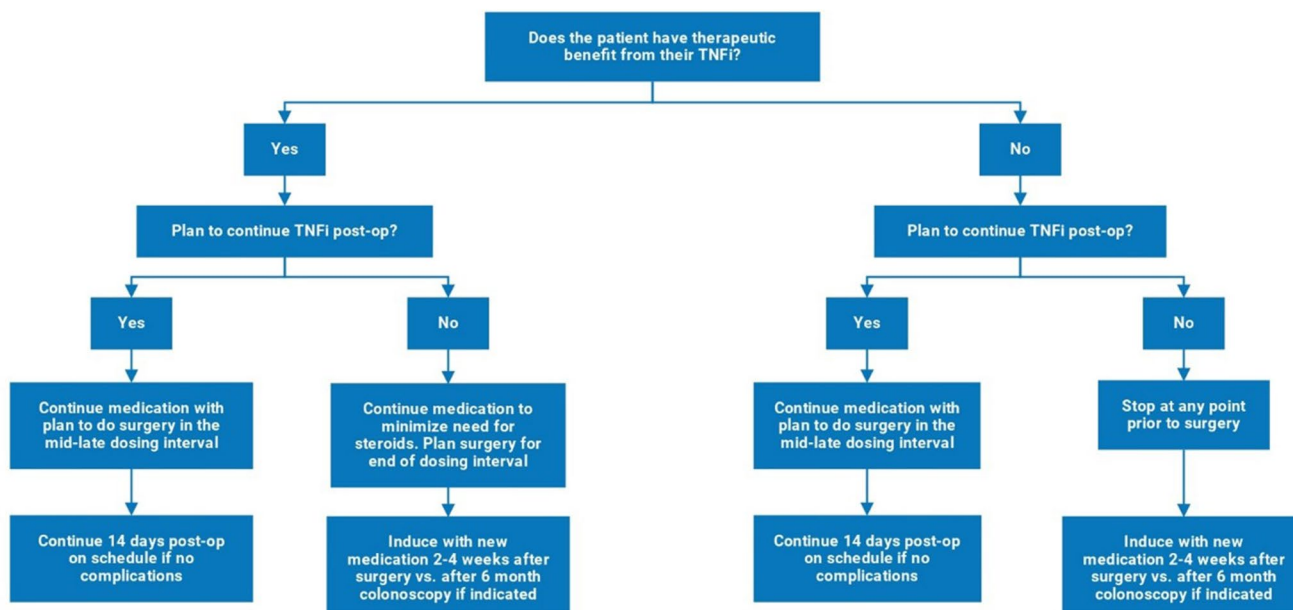 Does the patient have therapeutic
benefit from their TNFi?
Yes
No
Plan to continue TNFi post-op?
Plan to continue TNFi post-op?
Yes
No
Yes
No
Continue medication with
plan to do surgery in the
mid-late dosing interval
Continue medication to
minimize need for
steroids. Plan surgery for
end of dosing interval
Continue medication with
plan to do surgery in the
mid-late dosing interval
Stop at any point
prior to surgery
Continue 14 days post-op
on schedule if no
complications
Induce with new
medication 2-4 weeks after
surgery vs. after 6 month
colonoscopy if indicated
Continue 14 days post-op
on schedule if no
complications
Induce with new
medication 2-4 weeks after
surgery vs. after 6 month
colonoscopy if indicated